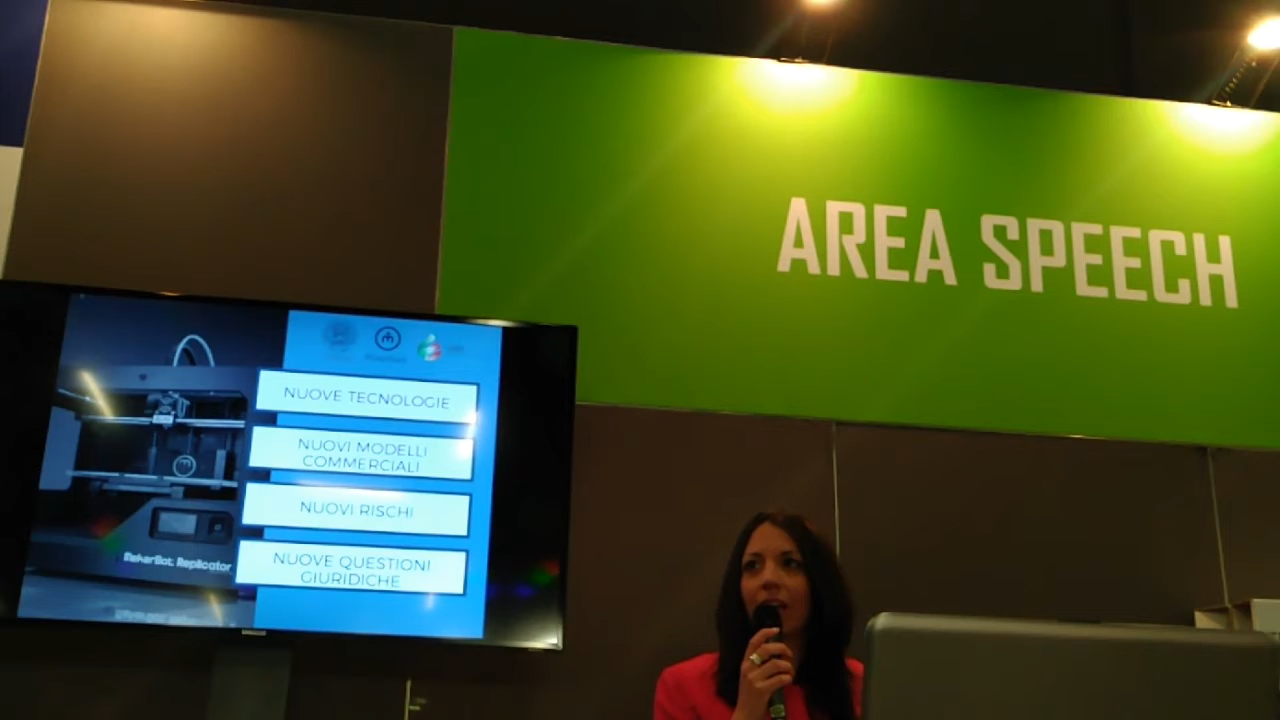 AREA SPEECH
NUOVE TECNOLOGIE
NUOVI MODELLI
COMMERCIALI
NUOVI RISCHI
NUOVE QUESTIONI
GIURIDICHE
MakerBot Replicator